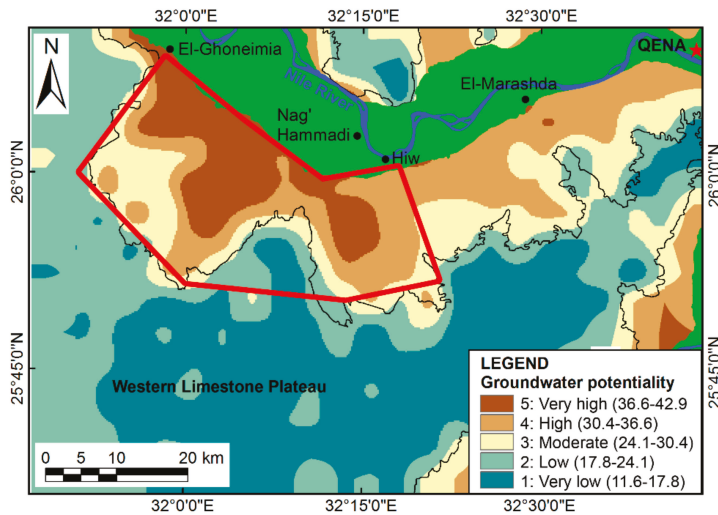 32°0'0"E
32°15'0"E
32°30'0"E
N
El-Ghoneimia
QENA
Nile River
El-Marashda
Nag'
Hammadi
Hiw
26°0'0"N
26°0'0"N
25°45'0"N
25°45'0"N
Western Limestone Plateau
LEGEND
Groundwater potentiality
5: Very high (36.6-42.9
4: High (30.4-36.6)
3: Moderate (24.1-30.4)
2: Low (17.8-24.1)
1: Very low (11.6-17.8)
0 5 10 20 km
32°0'0"E
32°15'0"E
32°30'0"E